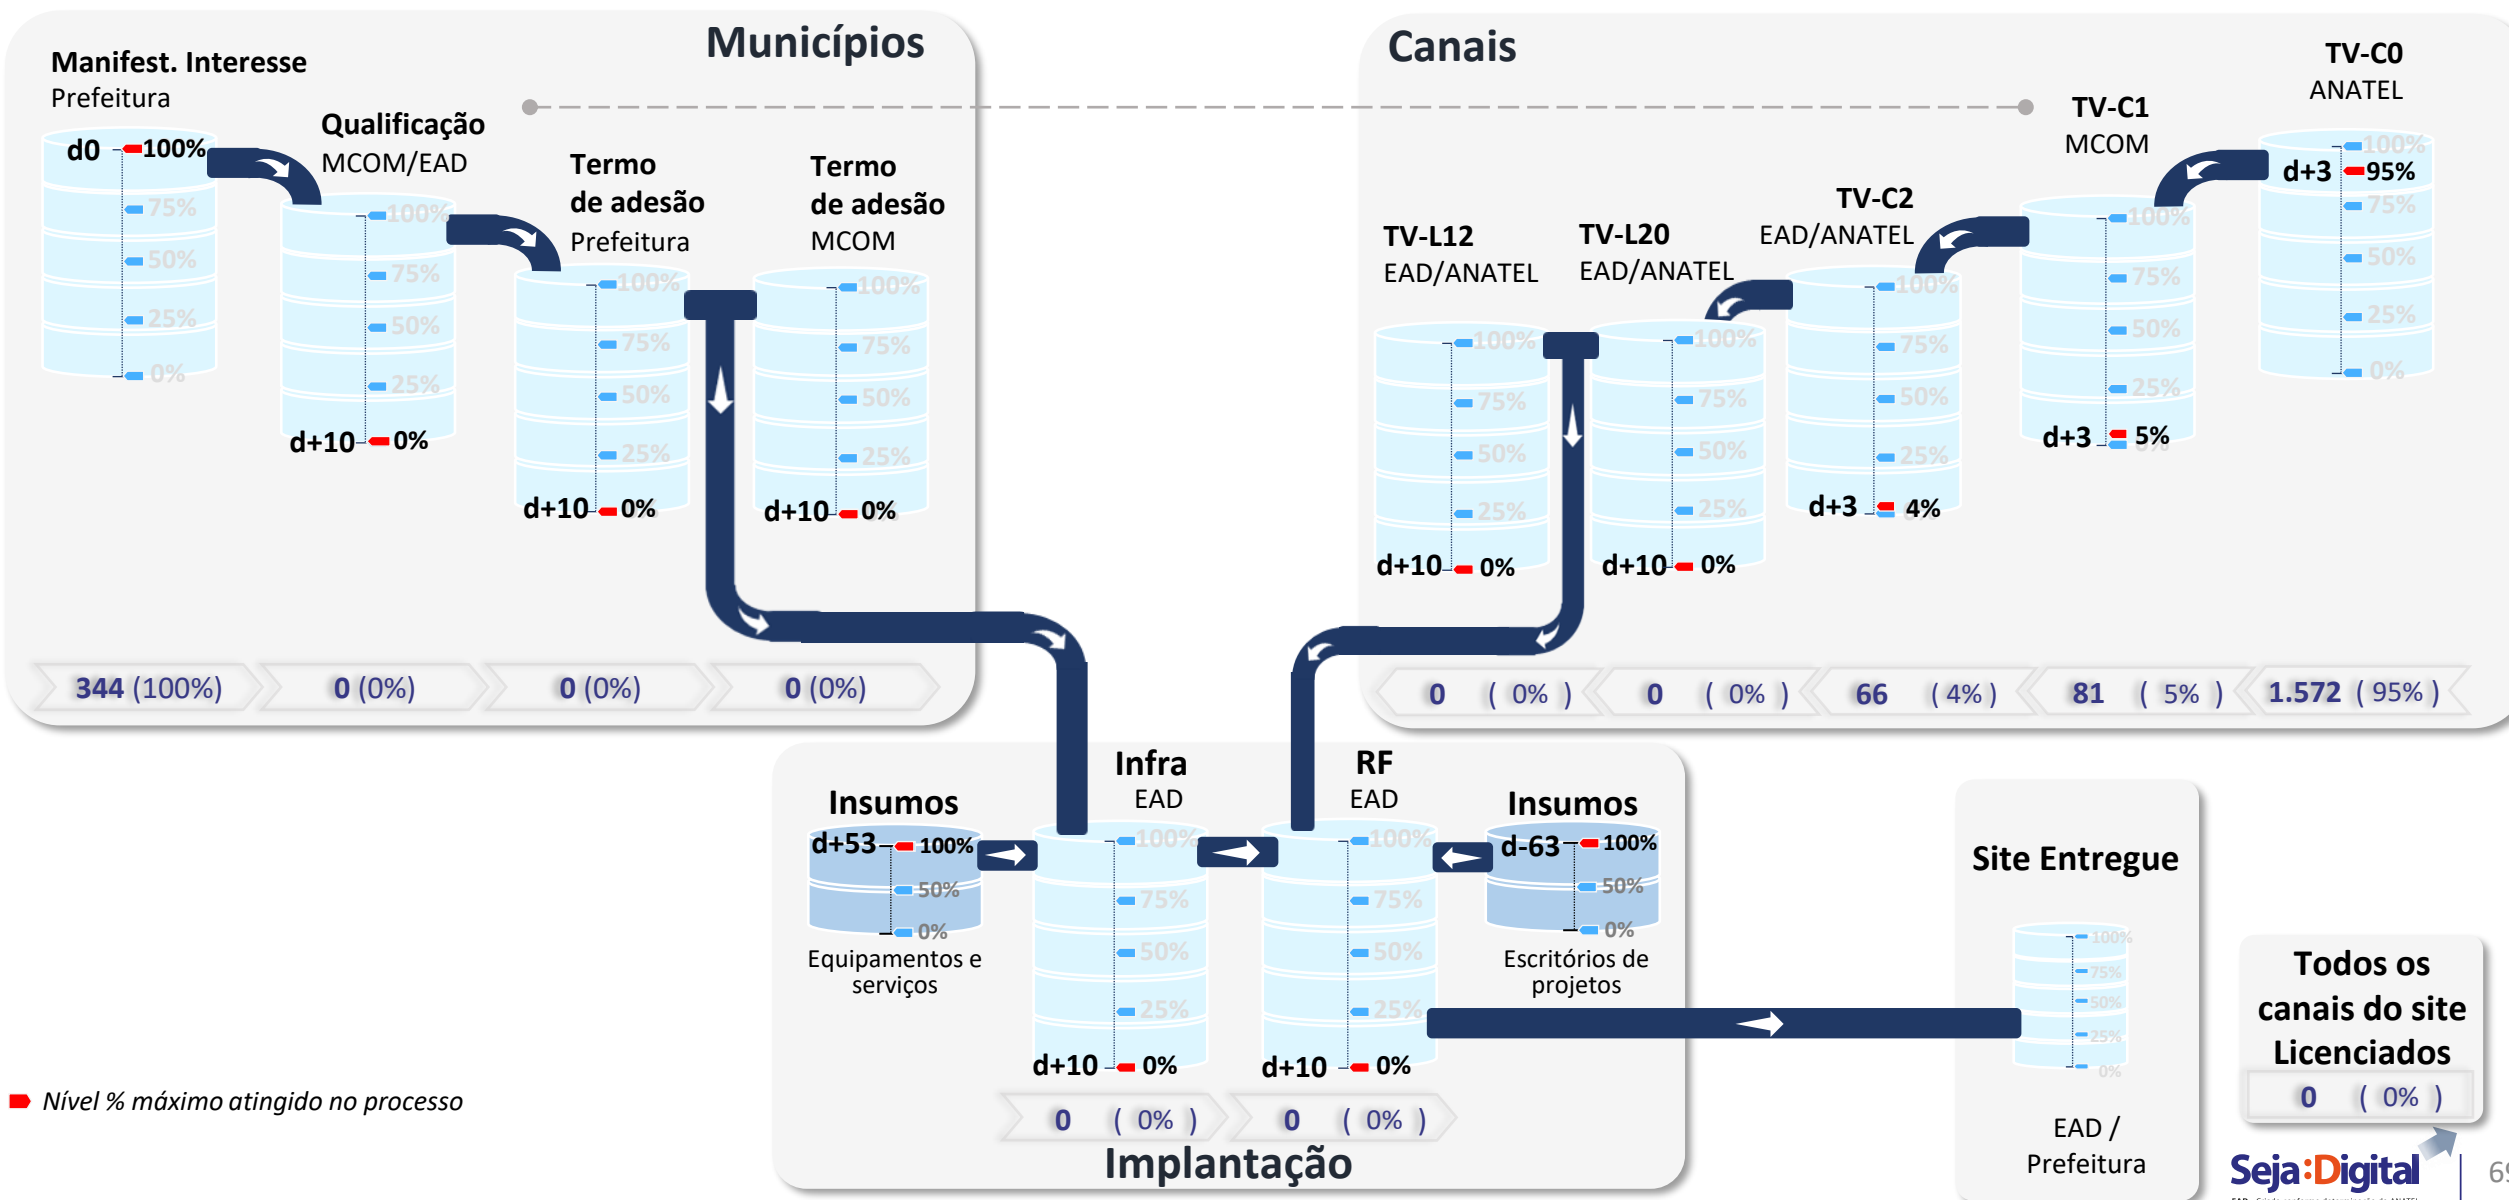 Municípios
Manifest. Interesse
Prefeitura
d0
100%
75%
50%
25%
0%
Qualificação
MCOM/EAD
100%
75%
50%
25%
d+10
0%
Termo
de adesão
Prefeitura
100%
75%
50%
25%
d+10
0%
Termo
de adesão
MCOM
100%
75%
50%
25%
d+10
0%
344 (100%)
0 (0%)
0 (0%)
0 (0%)
Canais
TV-L12
EAD/ANATEL
100%
75%
50%
25%
d+10
0%
TV-L20
EAD/ANATEL
100%
75%
50%
25%
d+10
0%
TV-C2
EAD/ANATEL
100%
75%
50%
25%
d+3
4%
TV-C1
MCOM
100%
75%
50%
25%
d+3
5%
0%
TV-C0
ANATEL
100%
d+3
95%
75%
50%
25%
0%
0 ( 0% )
0 ( 0% )
66 ( 4% )
81 ( 5% )
1.572 ( 95% )
Insumos
d+53
100%
50%
0%
Equipamentos e
serviços
Infra
EAD
100%
75%
50%
25%
d+10
0%
RF
EAD
100%
75%
50%
25%
d+10
0%
Insumos
d-63
100%
50%
0%
Escritórios de
projetos
0 ( 0% )
0 ( 0% )
Implantação
Site Entregue
100%
75%
50%
25%
0%
EAD /
Prefeitura
Todos os
canais do site
Licenciados
0 ( 0% )
Nível % máximo atingido no processo
Seja:Digital